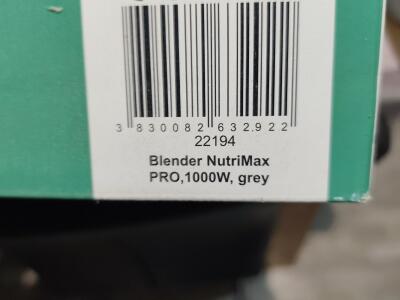 3 830082 632922
22194
Blender NutriMax
PRO,1000W, grey